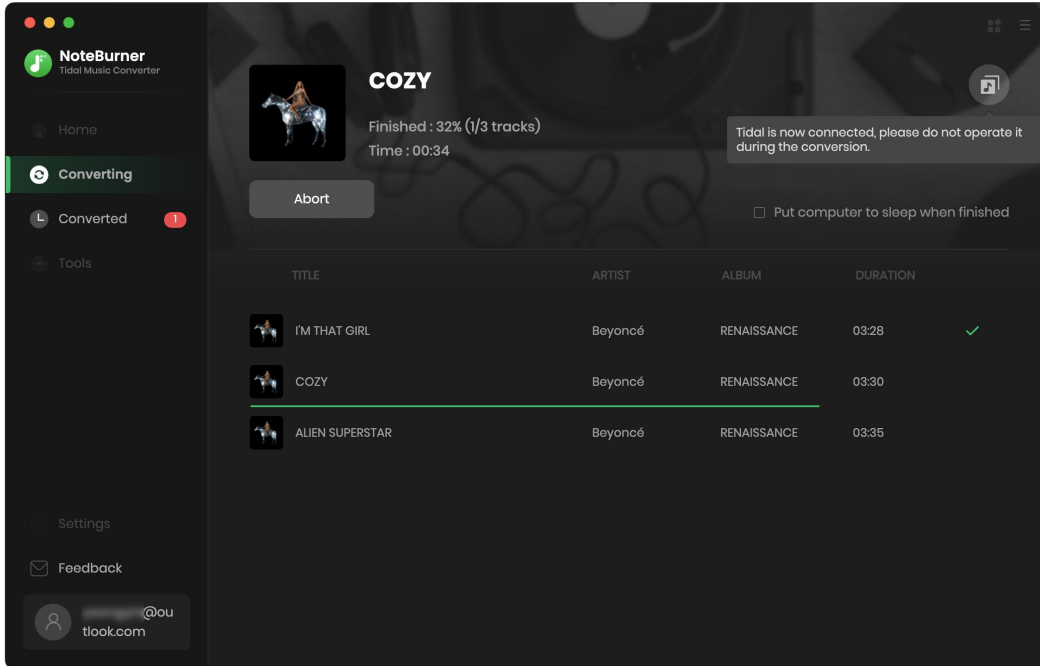 NoteBurner
Tidal Music Converter
Home
Converting
Converted 1
Tools
Settings
Feedback
@ou
tlook.com
COZY
Finished : 32% (1/3 tracks)
Time : 00:34
Abort
Tidal is now connected, please do not operate it
during the conversion.
Put computer to sleep when finished
TITLE ARTIST ALBUM DURATION
I'M THAT GIRL Beyoncé RENAISSANCE 03:28
COZY Beyoncé RENAISSANCE 03:30
ALIEN SUPERSTAR Beyoncé RENAISSANCE 03:35